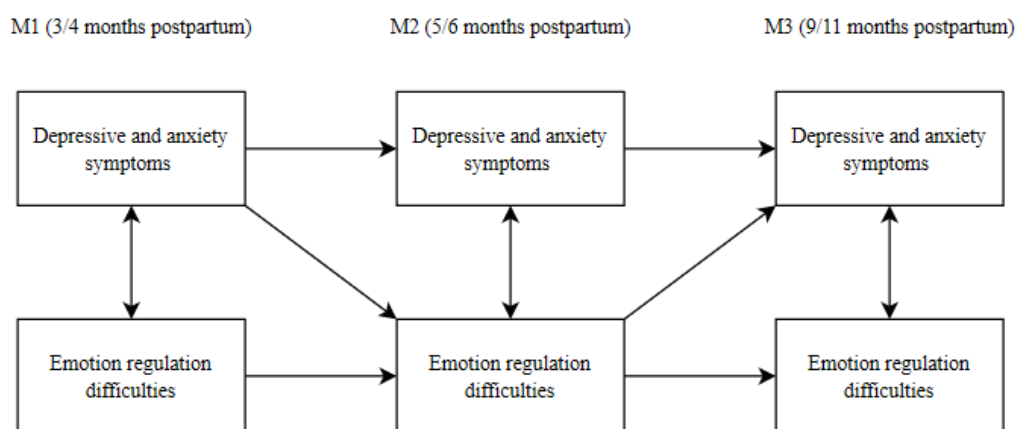 M1 (3/4 months postpartum)
M2 (5/6 months postpartum)
M3 (9/11 months postpartum)
Depressive and anxiety
symptoms
Depressive and anxiety
symptoms
Depressive and anxiety
symptoms
Emotion regulation
difficulties
Emotion regulation
difficulties
Emotion regulation
difficulties